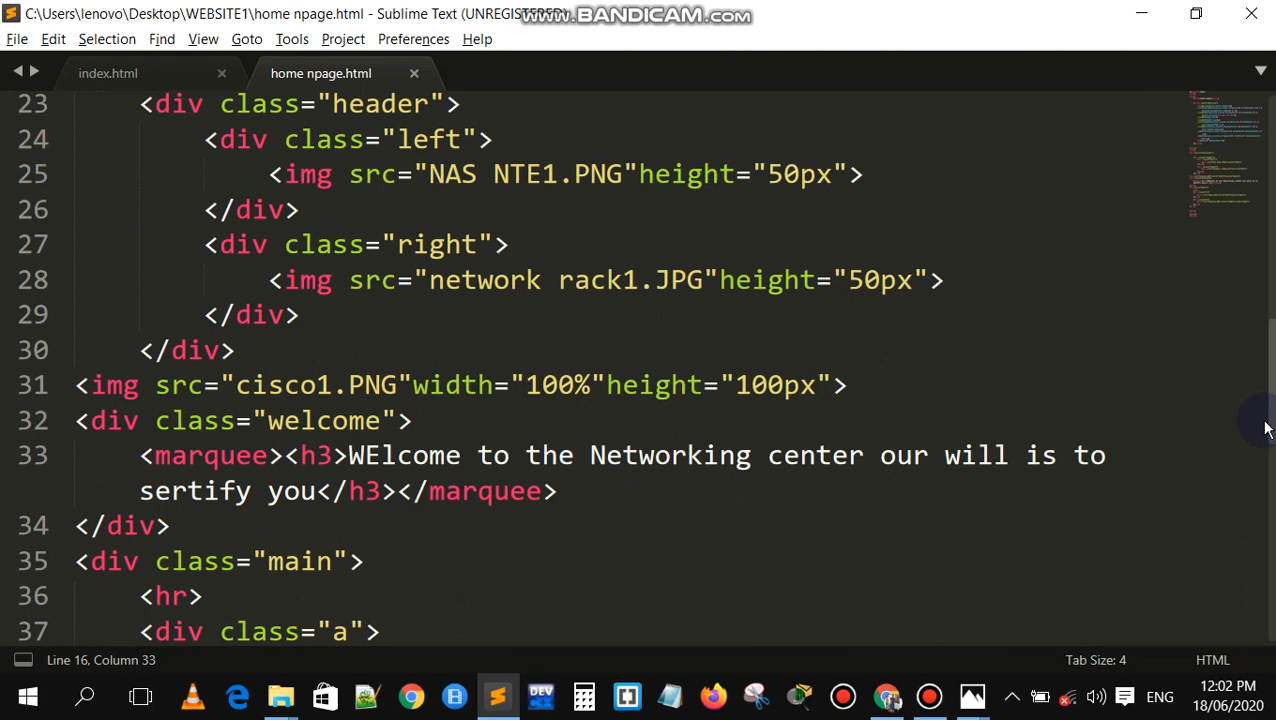 C:\Users\lenovo\Desktop\WEBSITE1\home npage.html - Sublime Text (UNREGISTERED)
www.BANDICAM.com
File Edit Selection Find View Goto Tools Project Preferences Help
index.html home npage.html
23 <div class="header">
24 <div class="left">
25 <img src="NAS NTE1.PNG"height="50px">
26 </div>
27 <div class="right">
28 <img src="network rack1.JPG"height="50px">
29 </div>
30 </div>
31 <img src="cisco1.PNG"width="100%"height="100px">
32 <div class="welcome">
33 <marquee><h3>WElcome to the Networking center our will is to
sertify you</h3></marquee>
34 </div>
35 <div class="main">
36 <hr>
37 <div class="a">
Line 16, Column 33 Tab Size: 4 HTML
DEV
ENG
12:02 PM
18/06/2020